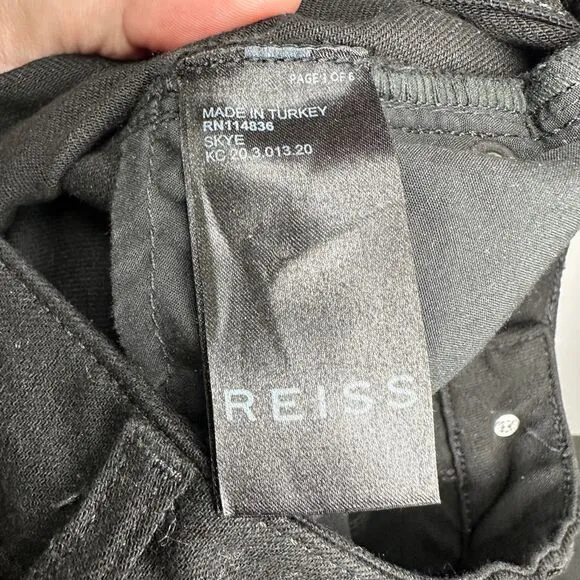 PAGE 1 OF 6
MADE IN TURKEY
RN114836
SKYE
KC 20.3.013.20
REISS